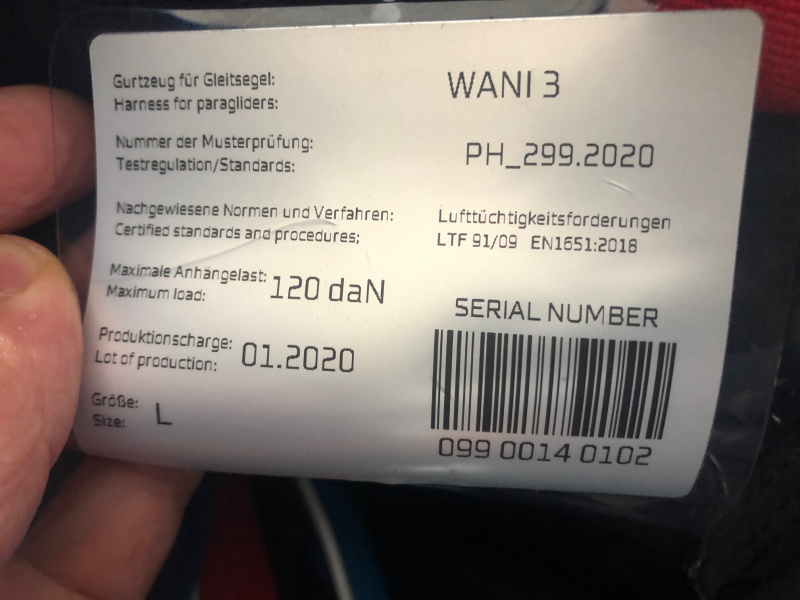 Gurtzeug für Gleitsegel:
Harness for paragliders:
WANI 3
Nummer der Musterprüfung:
Testregulation/Standards:
PH_299.2020
Nachgewiesene Normen und Verfahren:
Certified standards and procedures;
Lufttüchtigkeitsforderungen
LTF 91/09 EN1651:2018
Maximale Anhängelast:
Maximum load:
120 daN
Produktionscharge:
Lot of production:
01.2020
Größe:
Size:
L
SERIAL NUMBER
099 0014 0102